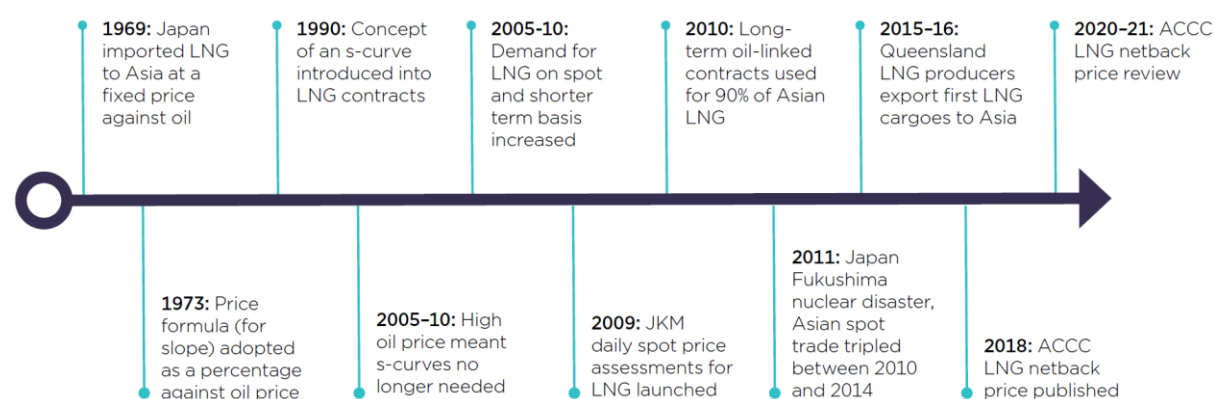 1969: Japan
imported LNG
to Asia at a
fixed price
against oil
1990: Concept
of an s-curve
introduced into
LNG contracts
2005-10:
Demand for
LNG on spot
and shorter
term basis
increased
2010: Long-
term oil-linked
contracts used
for 90% of Asian
LNG
2015–16:
Queensland
LNG producers
export first LNG
cargoes to Asia
2020–21: ACCC
LNG netback
price review
1973: Price
formula (for
slope) adopted
as a percentage
against oil price
2005–10: High
oil price meant
s-curves no
longer needed
2009: JKM
daily spot price
assessments for
LNG launched
2011: Japan
Fukushima
nuclear disaster,
Asian spot
trade tripled
between 2010
and 2014
2018: ACCC
LNG netback
price published